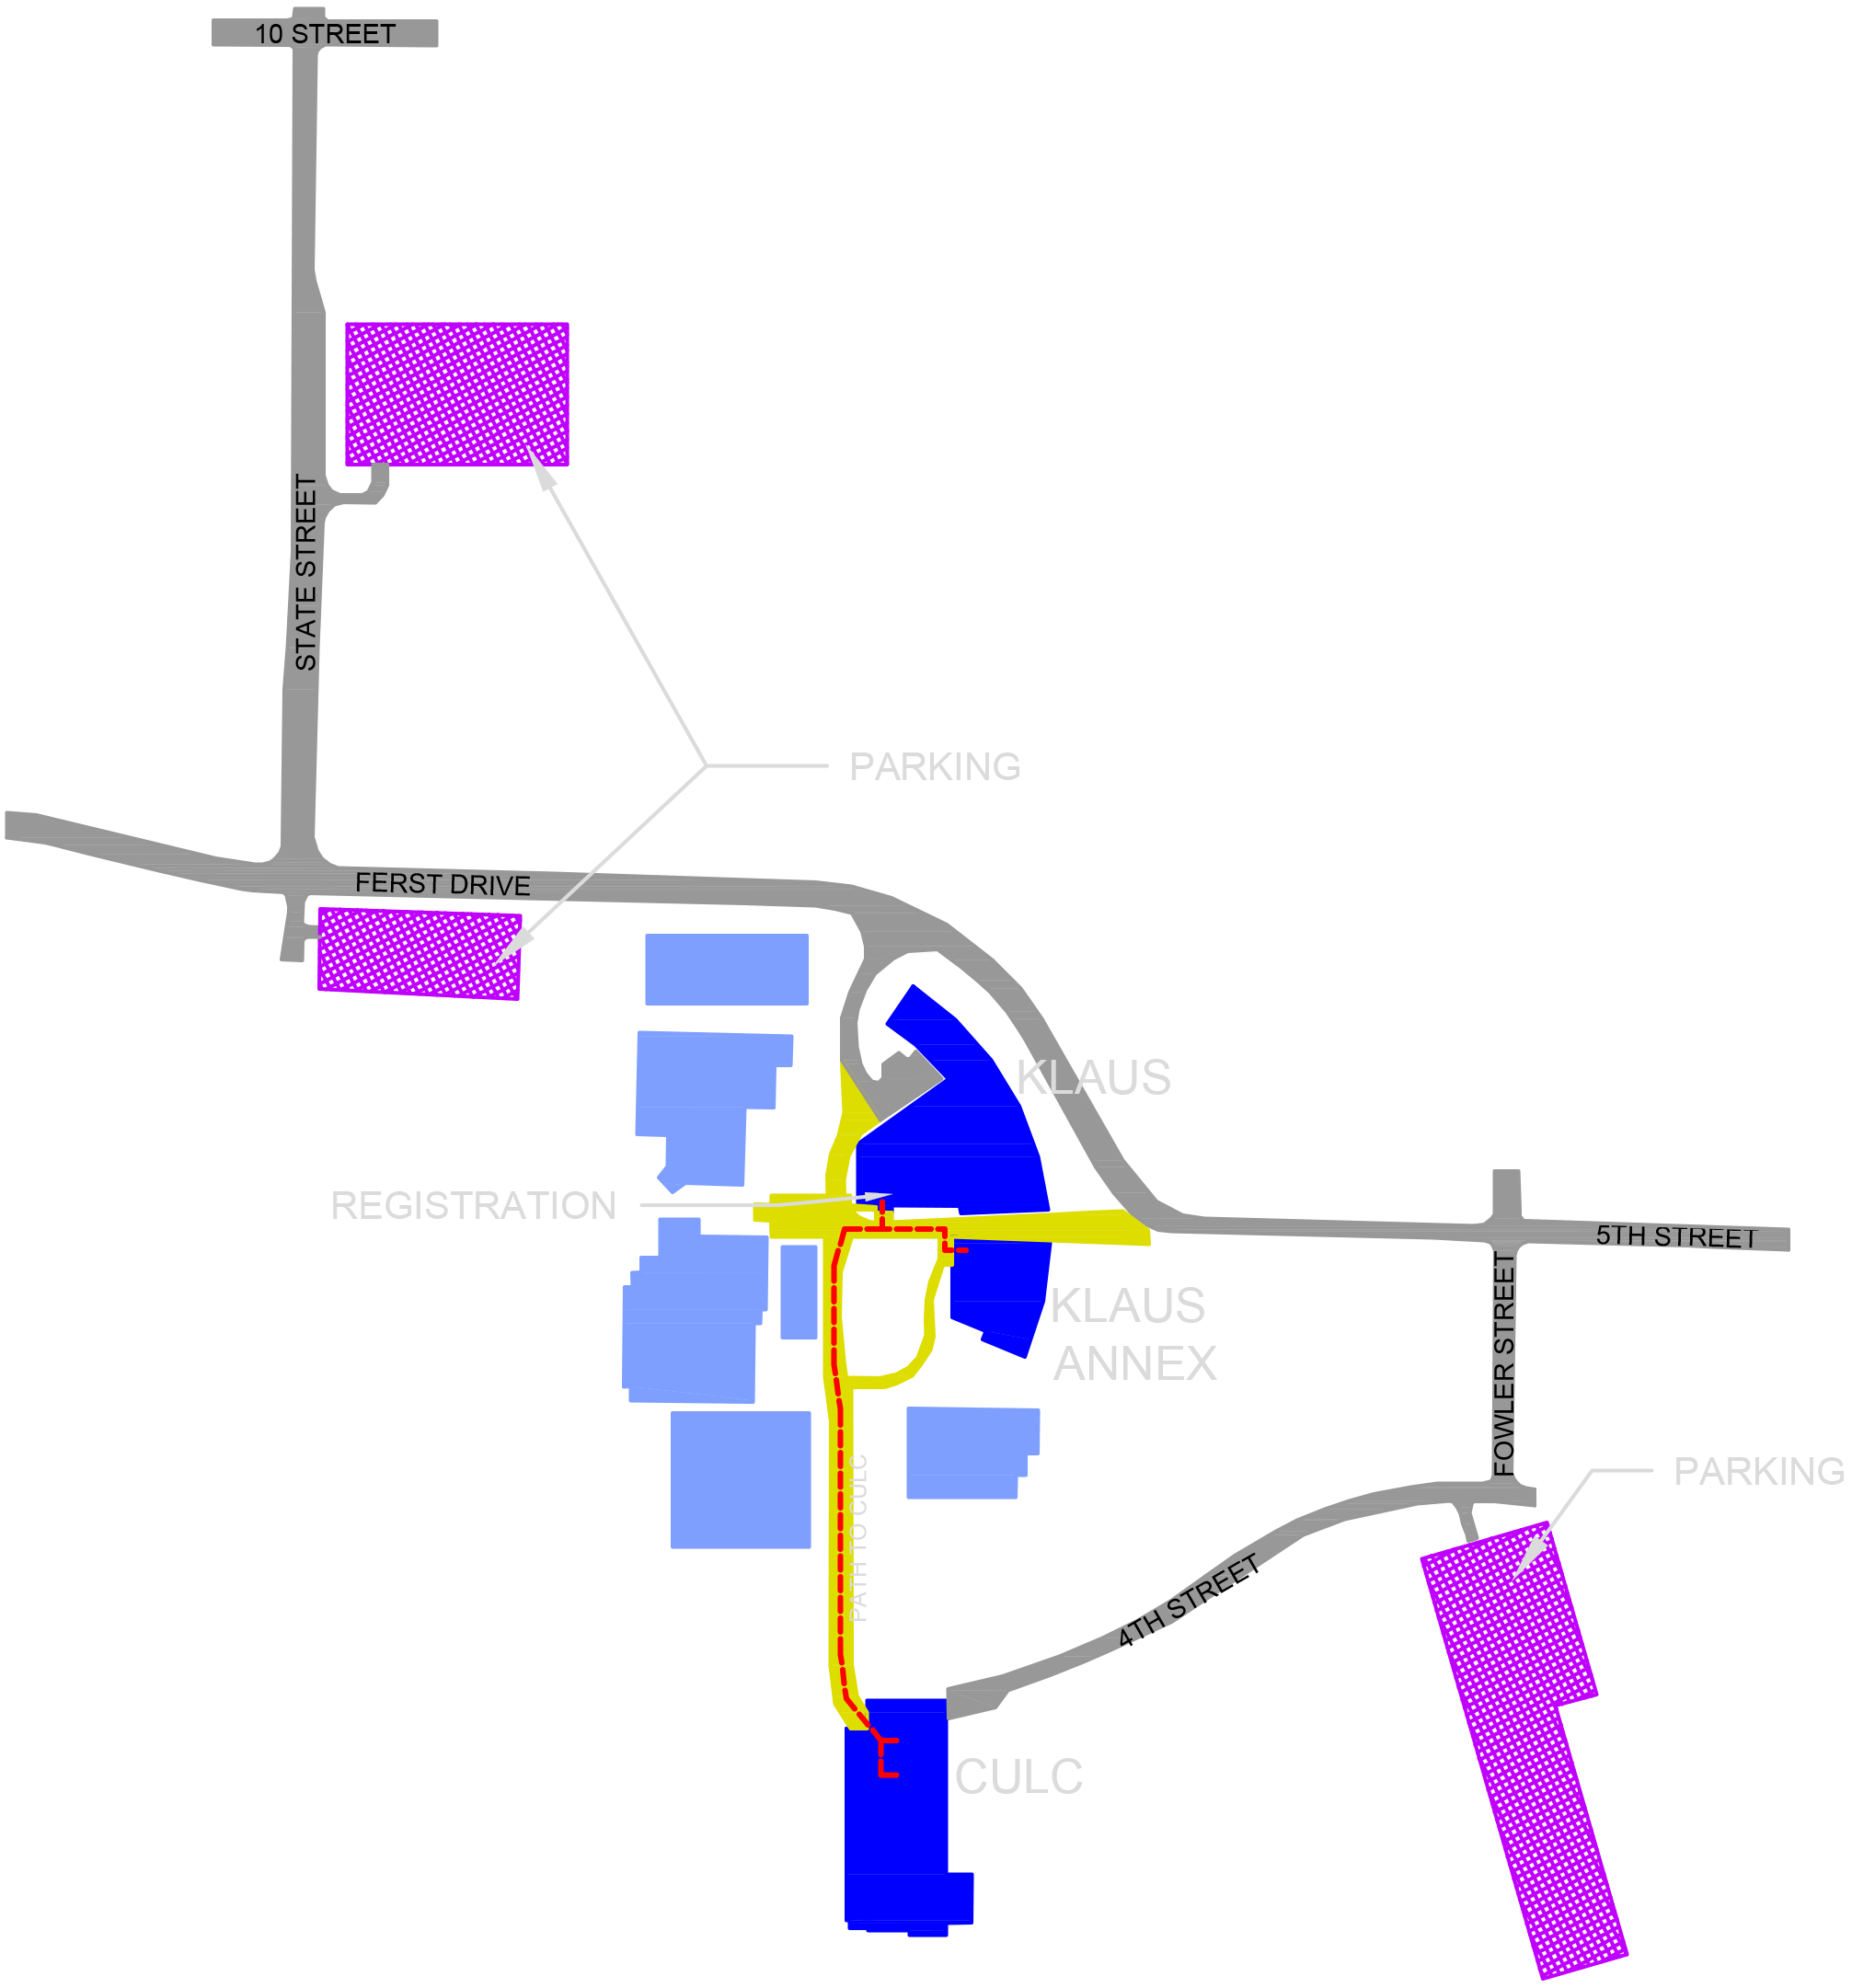 10 STREET
STATE STREET
PARKING
FERST DRIVE
KLAUS
REGISTRATION
5TH STREET
FOWLER STREET
KLAUS
ANNEX
PARKING
PATH TO CULC
4TH STREET
CULC